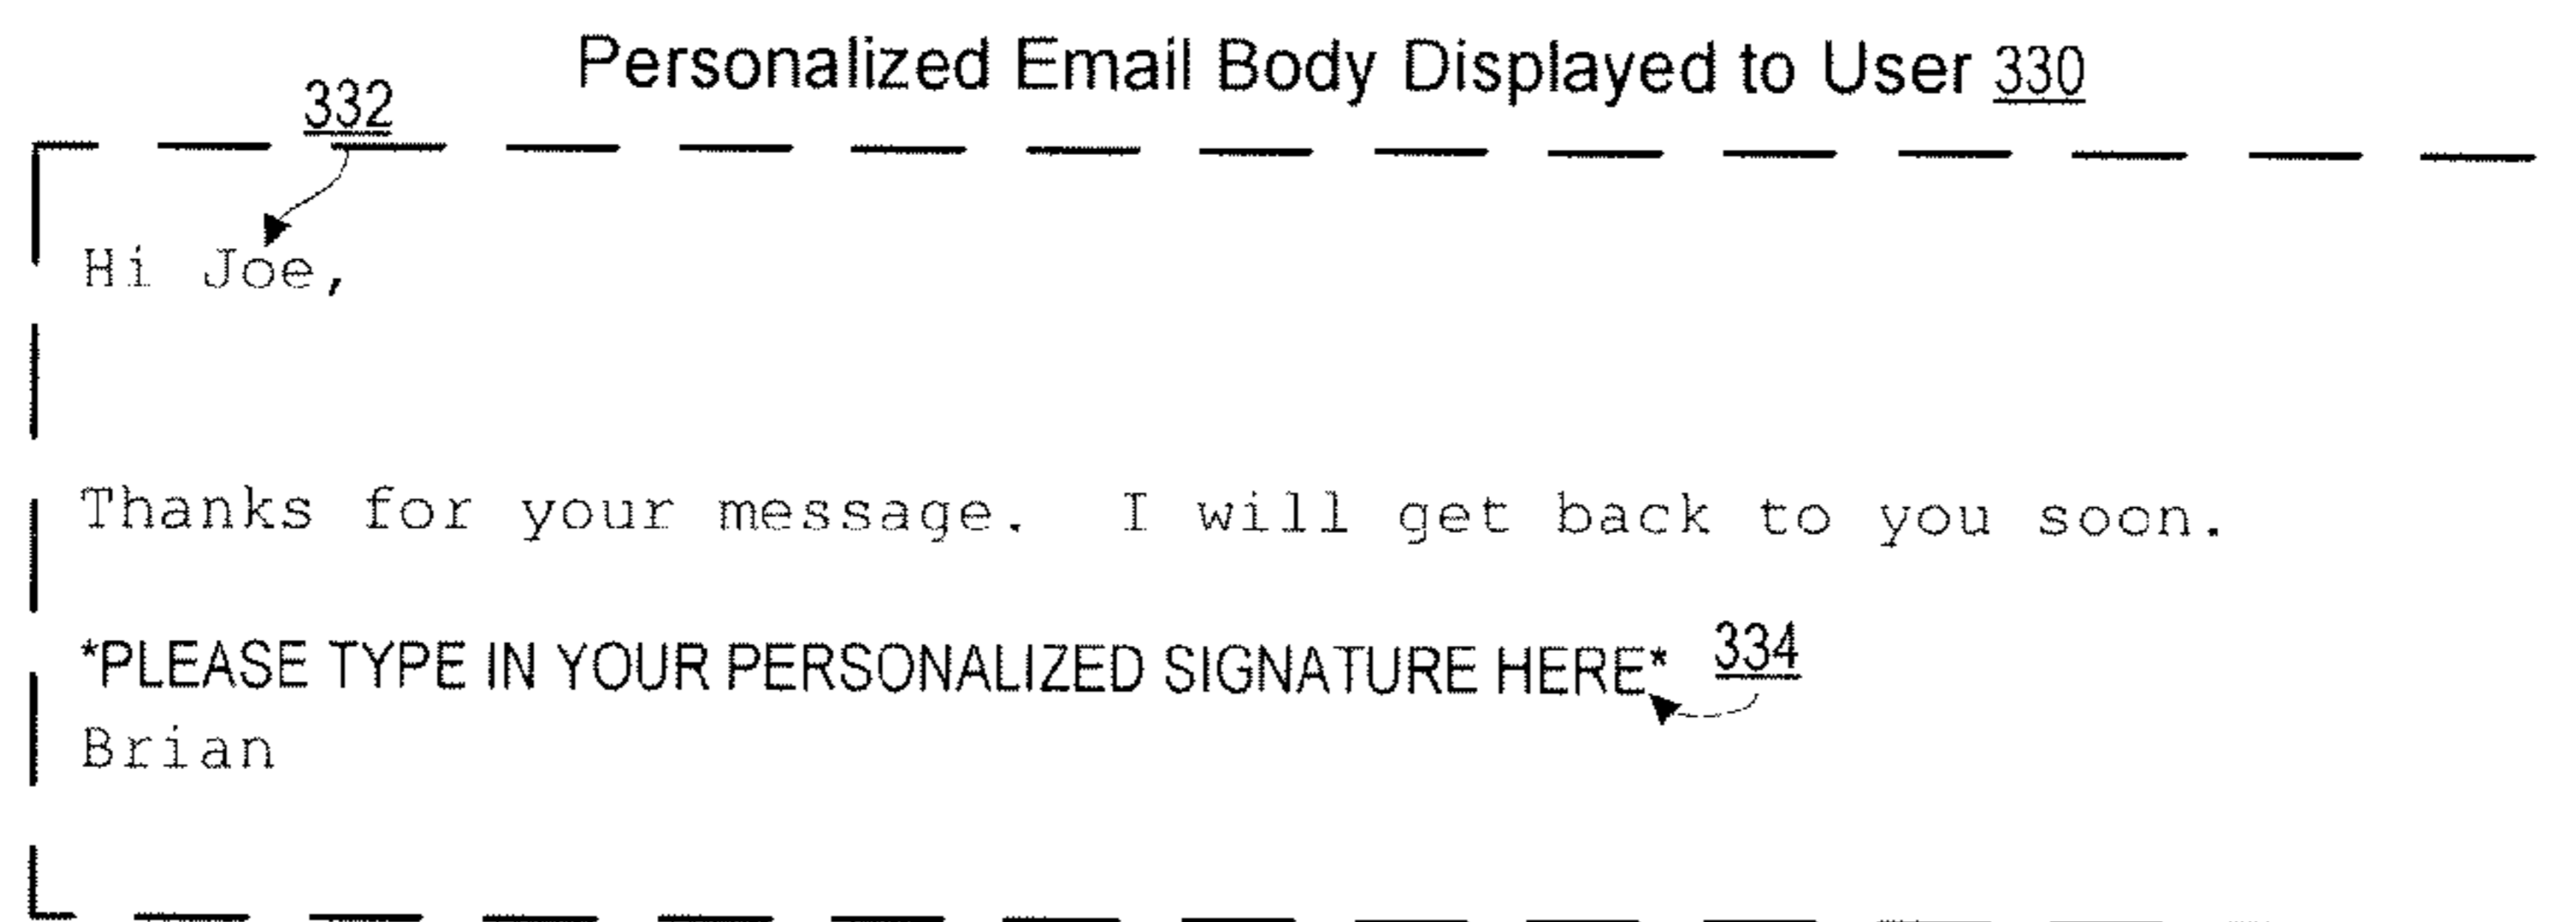 Personalized Email Body Displayed to User 330
332
Hi Joe,
Thanks for your message.  I will get back to you soon.
*PLEASE TYPE IN YOUR PERSONALIZED SIGNATURE HERE* 334
Brian